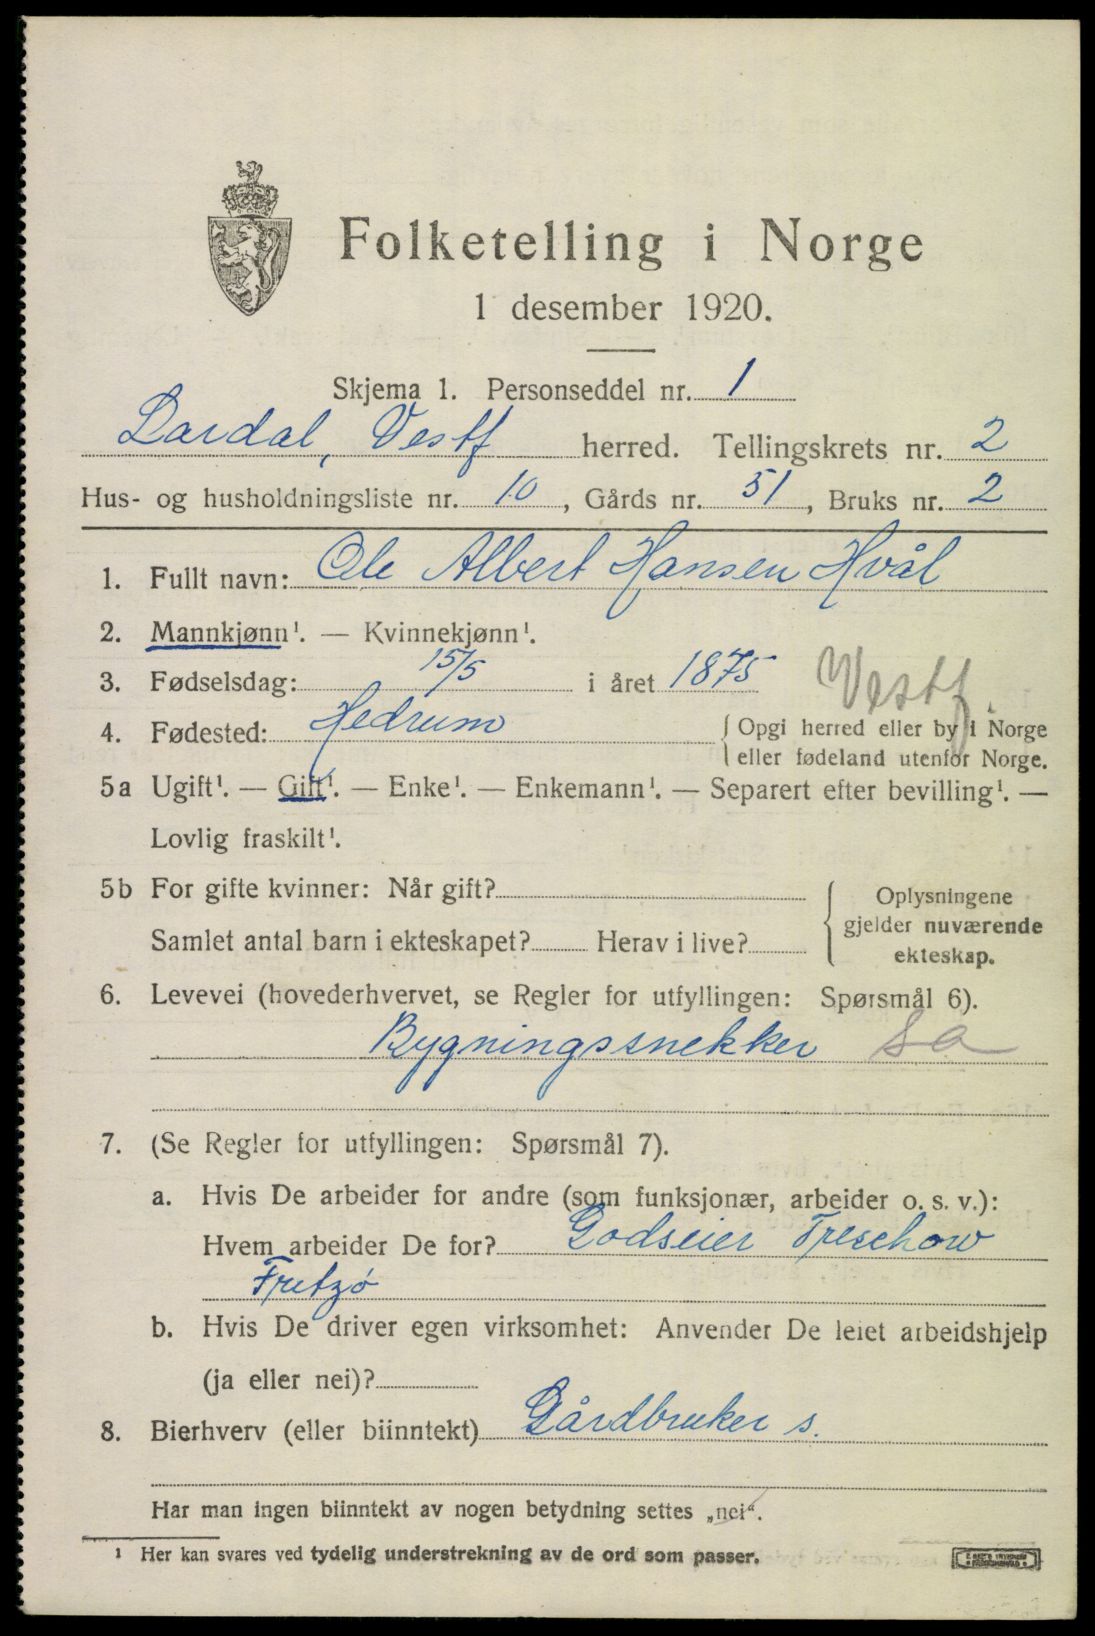 Folketelling i Norge
1 desember 1920.
Skjema 1. Personseddel nr. 1
Lardal, Vestf herred. Tellingskrets nr. 2
Hus- og husholdningsliste nr. 10, Gårds nr. 51, Bruks nr. 2
1. Fullt navn: Ole Albert Hansen Hvål
2. Mannkjønn¹. — Kvinnekjønn¹.
3. Fødselsdag: 15/5 i året 1875 Vestf.
4. Fødested: Hedrum { Opgi herred eller by i Norge
eller fødeland utenfor Norge.
5a Ugift¹. — Gift¹. — Enke¹. — Enkemann¹. — Separert efter bevilling¹. —
Lovlig fraskilt¹.
5b For gifte kvinner: Når gift?
Samlet antal barn i ekteskapet? Herav i live?
Oplysningene
gjelder nuværende
ekteskap.
6. Levevei (hovederhvervet, se Regler for utfyllingen: Spørsmål 6).
Bygningssnekker sa
7. (Se Regler for utfyllingen: Spørsmål 7).
a. Hvis De arbeider for andre (som funksjonær, arbeider o. s. v.):
Hvem arbeider De for? Godseier Treschow
Fritzø
b. Hvis De driver egen virksomhet: Anvender De leiet arbeidshjelp
(ja eller nei)?
8. Bierhverv (eller biinntekt) Gårdbruker s.
Har man ingen biinntekt av nogen betydning settes „nei“.
¹ Her kan svares ved tydelig understrekning av de ord som passer.